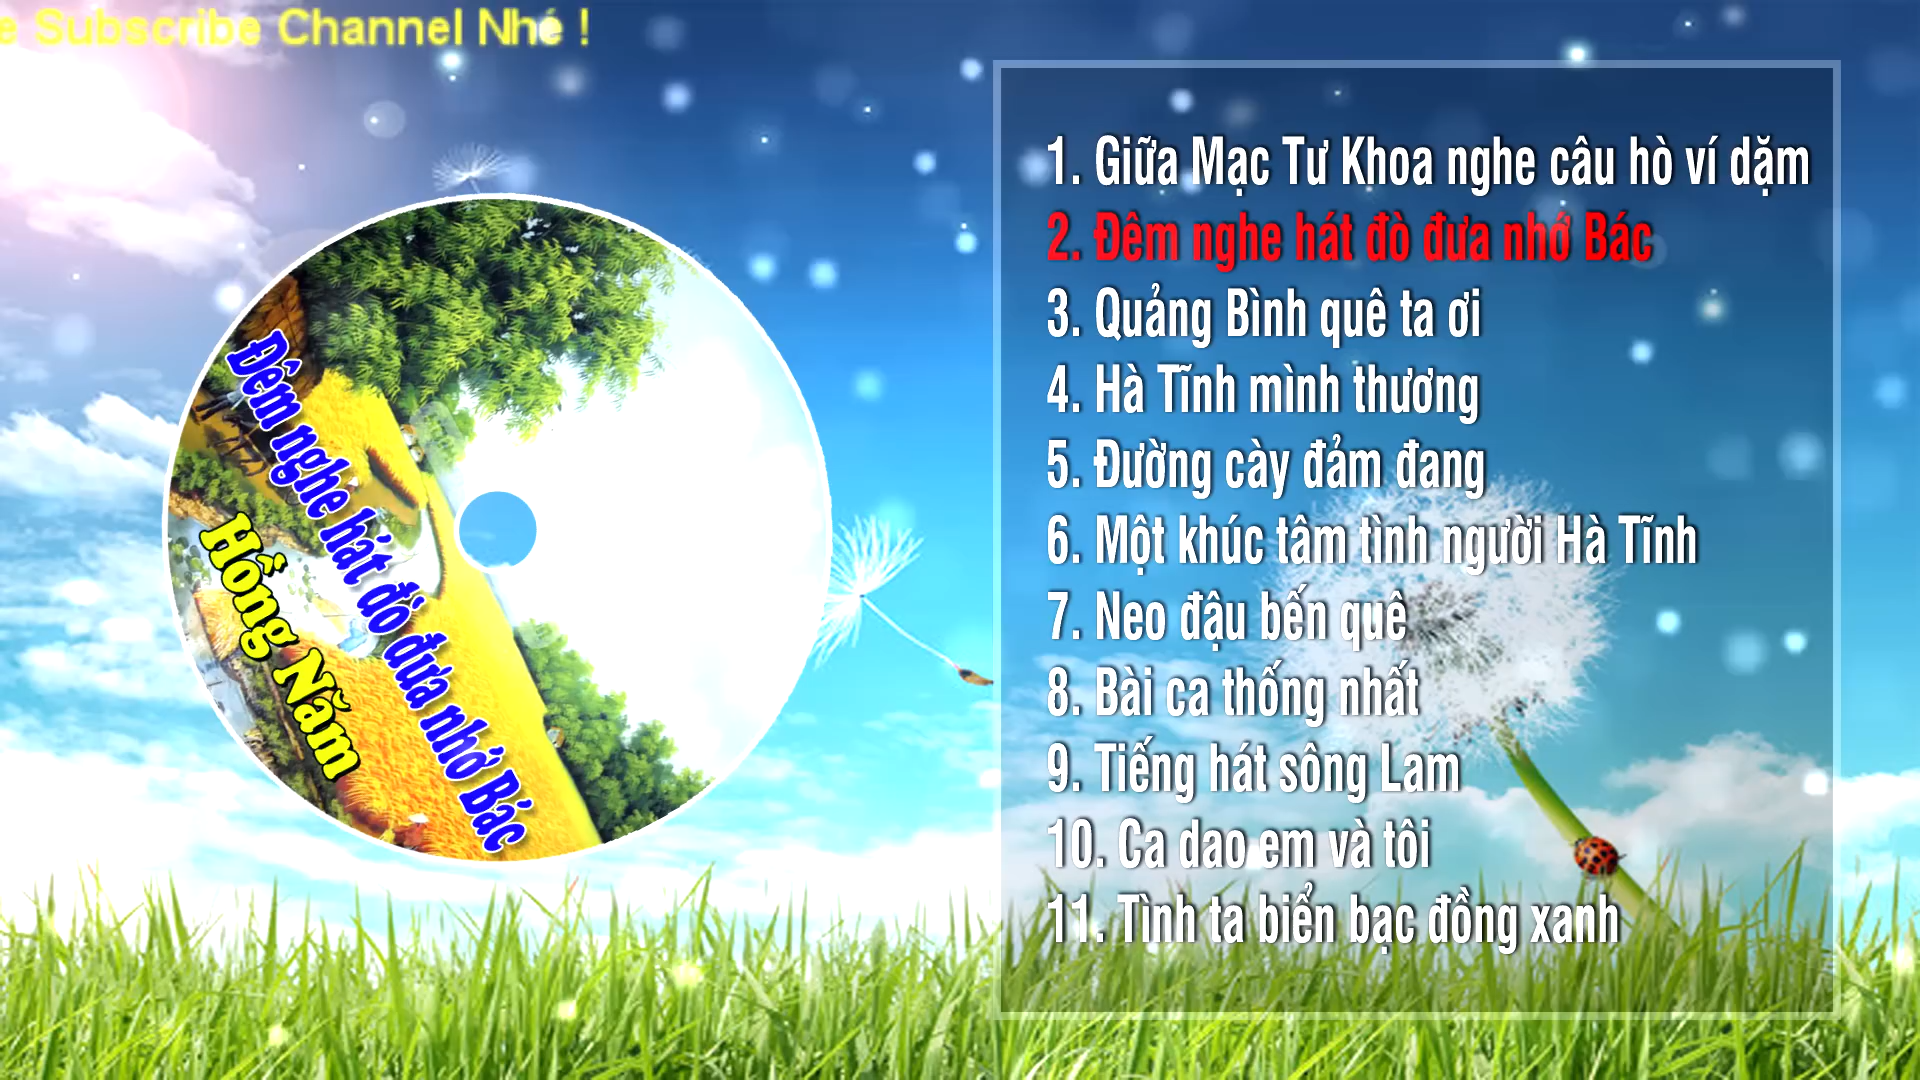 e Subscribe Channel Nhé !
1. Giữa Mạc Tư Khoa nghe câu hò ví dặm
2. Đêm nghe hát đò đưa nhớ Bác
3. Quảng Bình quê ta ơi
4. Hà Tĩnh mình thương
5. Đường cày đảm đang
6. Một khúc tâm tình người Hà Tĩnh
7. Neo đậu bến quê
8. Bài ca thống nhất
9. Tiếng hát sông Lam
10. Ca dao em và tôi
11. Tình ta biển bạc đồng xanh
Đêm nghe hát đò đưa nhớ Bác
Hồng Năm